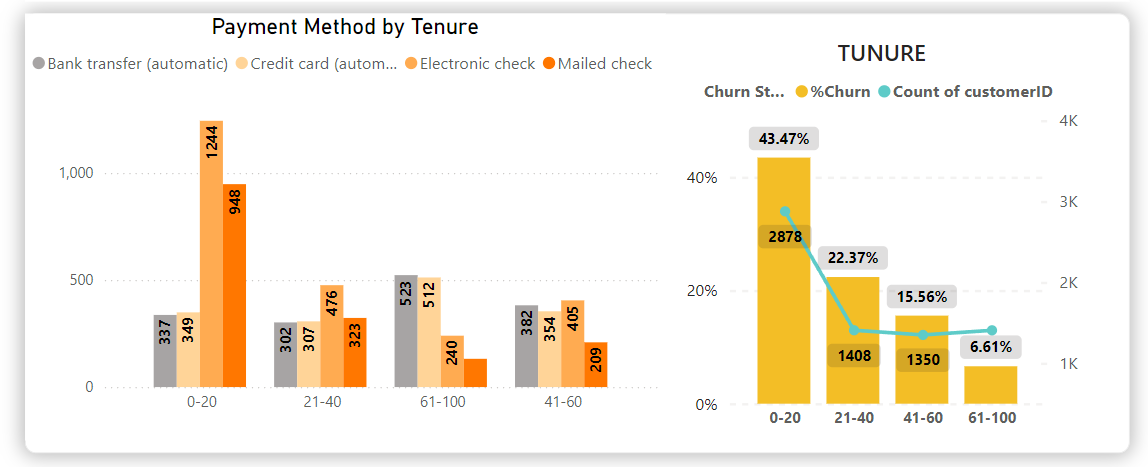 Payment Method by Tenure
Bank transfer (automatic) Credit card (autom... Electronic check Mailed check
1,000
500
0
337 349 1244 948
302 307 476 323
523 512 240
382 354 405 209
0-20 21-40 61-100 41-60
TUNURE
Churn St... %Churn Count of customerID
40%
20%
0%
4K
3K
2K
1K
43.47%
22.37%
15.56%
6.61%
2878
1408
1350
0-20 21-40 41-60 61-100